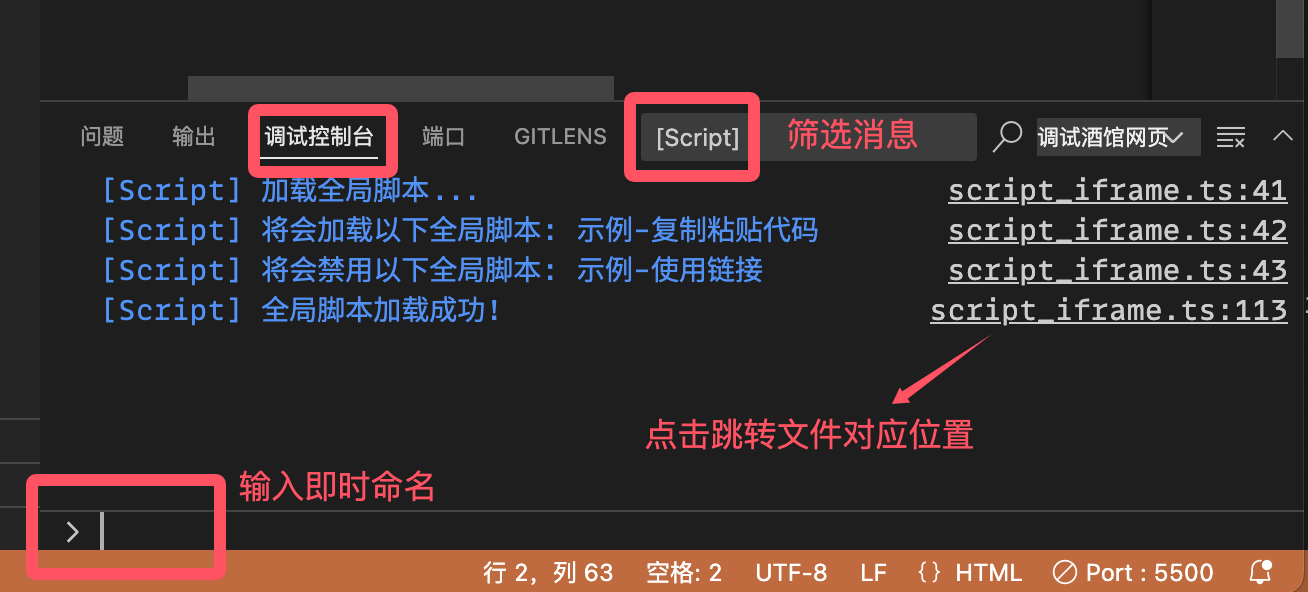 问题 输出 调试控制台 端口 GITLENS [Script] 筛选消息 调试酒馆网页
[Script] 加载全局脚本... script_iframe.ts:41
[Script] 将会加载以下全局脚本: 示例-复制粘贴代码 script_iframe.ts:42
[Script] 将会禁用以下全局脚本: 示例-使用链接 script_iframe.ts:43
[Script] 全局脚本加载成功! script_iframe.ts:113
点击跳转文件对应位置
输入即时命名
>
行 2，列 63 空格: 2 UTF-8 LF {} HTML Port : 5500